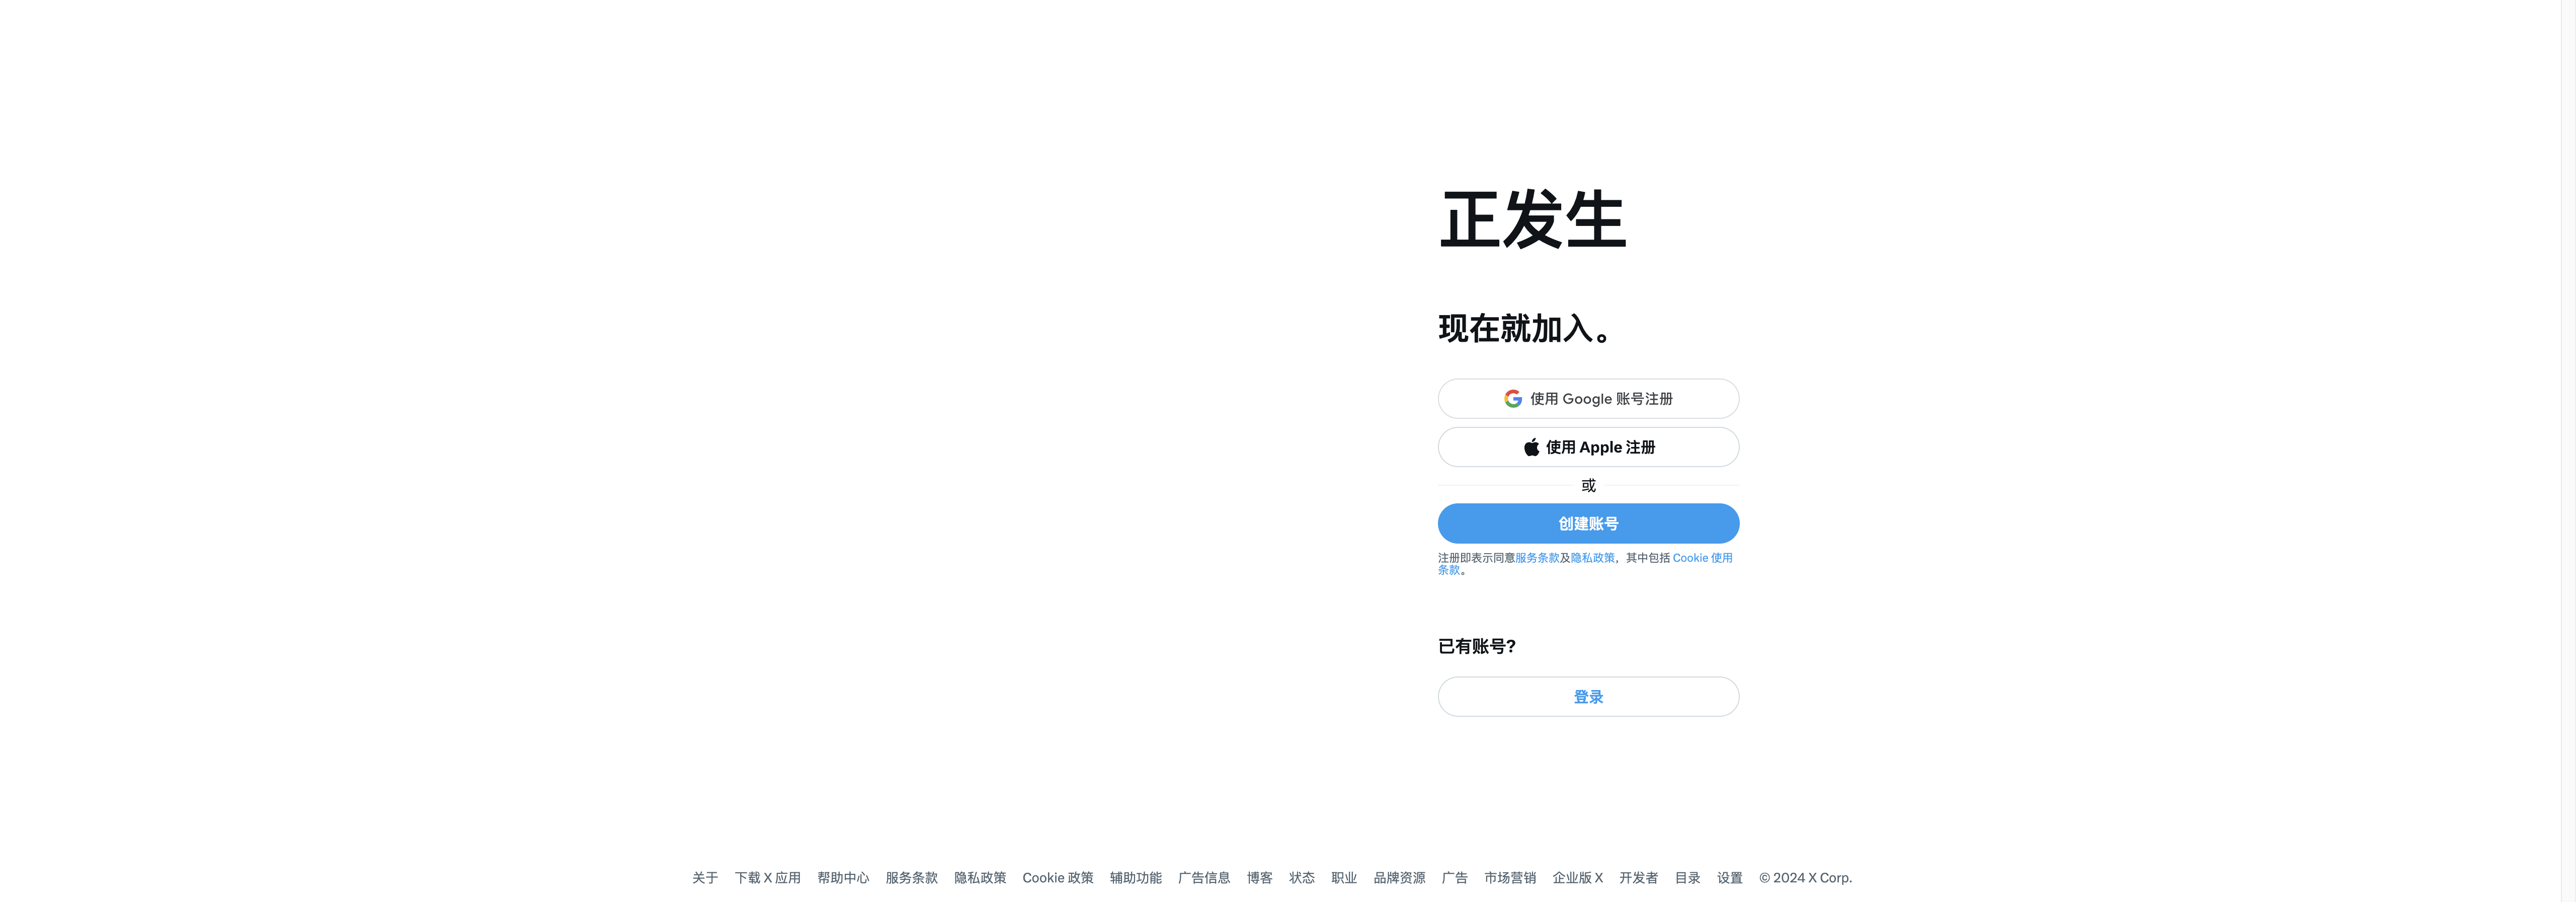 正发生
现在就加入。
使用 Google 账号注册
使用 Apple 注册
或
创建账号
注册即表示同意服务条款及隐私政策，其中包括 Cookie 使用
条款。
已有账号?
登录
关于 下载 X 应用 帮助中心 服务条款 隐私政策 Cookie 政策 辅助功能 广告信息 博客 状态 职业 品牌资源 广告 市场营销 企业版 X 开发者 目录 设置 © 2024 X Corp.